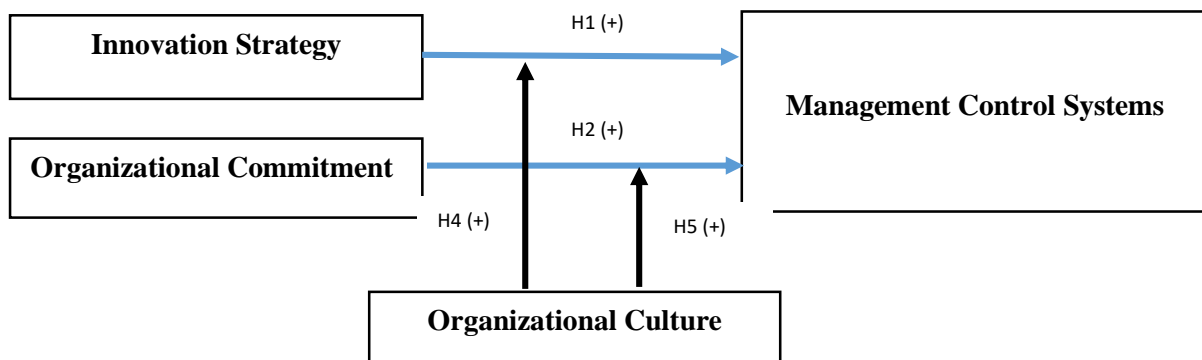 H1 (+)
Innovation Strategy
Management Control Systems
H2 (+)
Organizational Commitment
H4 (+)
H5 (+)
Organizational Culture